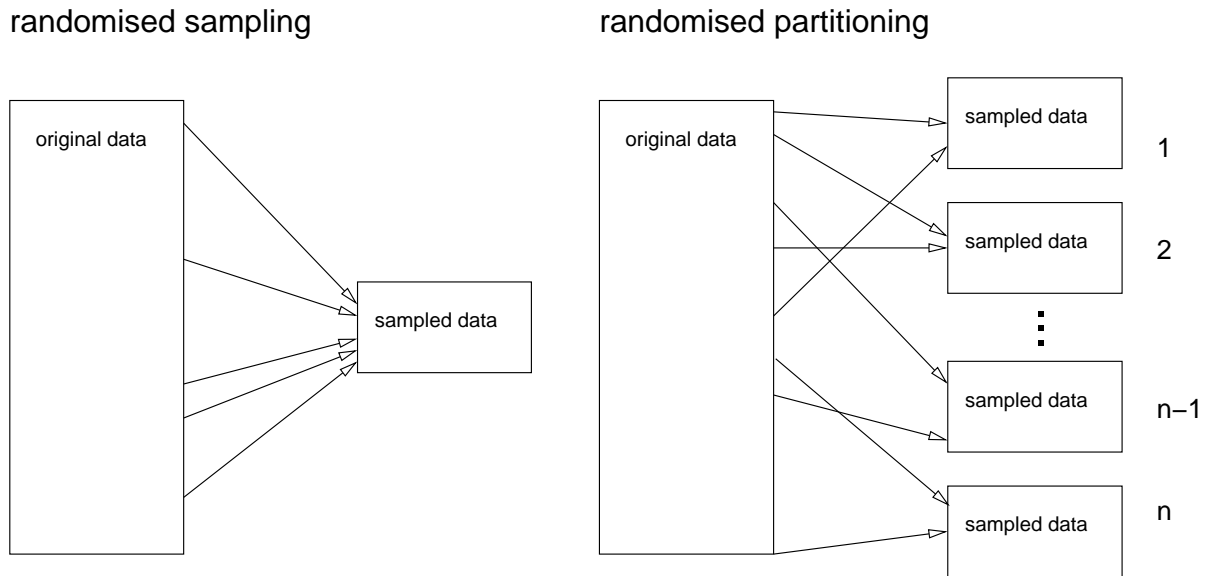 randomised sampling
original data
sampled data
randomised partitioning
original data
sampled data
1
sampled data
2
sampled data
n−1
sampled data
n